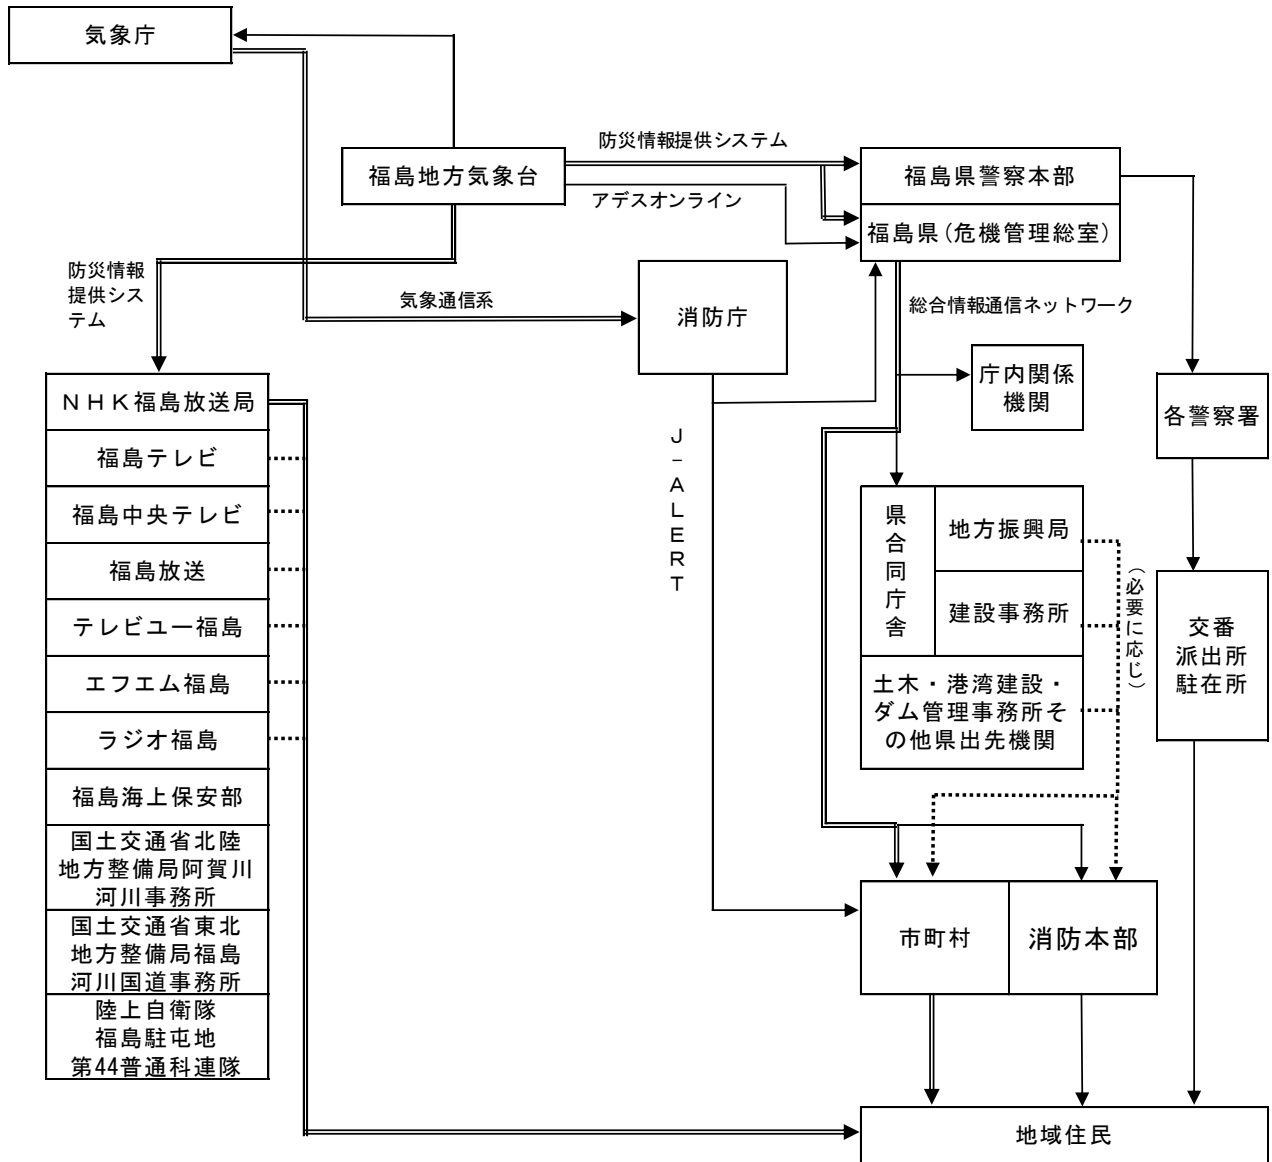 気象庁
防災情報提供システム
福島地方気象台
アデスオンライン
福島県警察本部
福島県(危機管理総室)
防災情報
提供シス
テム
気象通信系
消防庁
総合情報通信ネットワーク
庁内関係
機関
各警察署
NHK福島放送局
福島テレビ
福島中央テレビ
福島放送
テレビユー福島
エフエム福島
ラジオ福島
福島海上保安部
国土交通省北陸
地方整備局阿賀川
河川事務所
国土交通省東北
地方整備局福島
河川国道事務所
陸上自衛隊
福島駐屯地
第44普通科連隊
J-ALERT
県合同庁舎
地方振興局
建設事務所
土木・港湾建設・
ダム管理事務所そ
の他県出先機関
(必要に応じ)
交番
派出所
駐在所
市町村
消防本部
地域住民